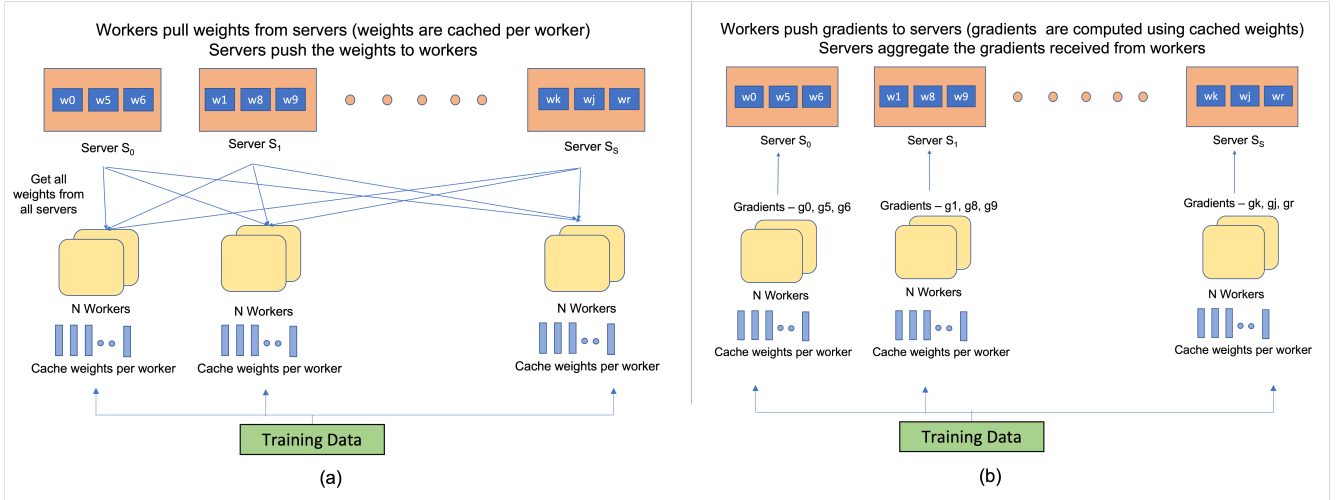 Workers pull weights from servers (weights are cached per worker)
Servers push the weights to workers
w0 w5 w6
w1 w8 w9
wk wj wr
Server S0
Server S1
Server SS
Get all
weights from
all servers
N Workers
N Workers
N Workers
Cache weights per worker
Cache weights per worker
Cache weights per worker
Training Data
(a)
Workers push gradients to servers (gradients are computed using cached weights)
Servers aggregate the gradients received from workers
w0 w5 w6
w1 w8 w9
wk wj wr
Server S0
Server S1
Server SS
Gradients – g0, g5, g6
Gradients – g1, g8, g9
Gradients – gk, gj, gr
N Workers
N Workers
N Workers
Cache weights per worker
Cache weights per worker
Cache weights per worker
Training Data
(b)